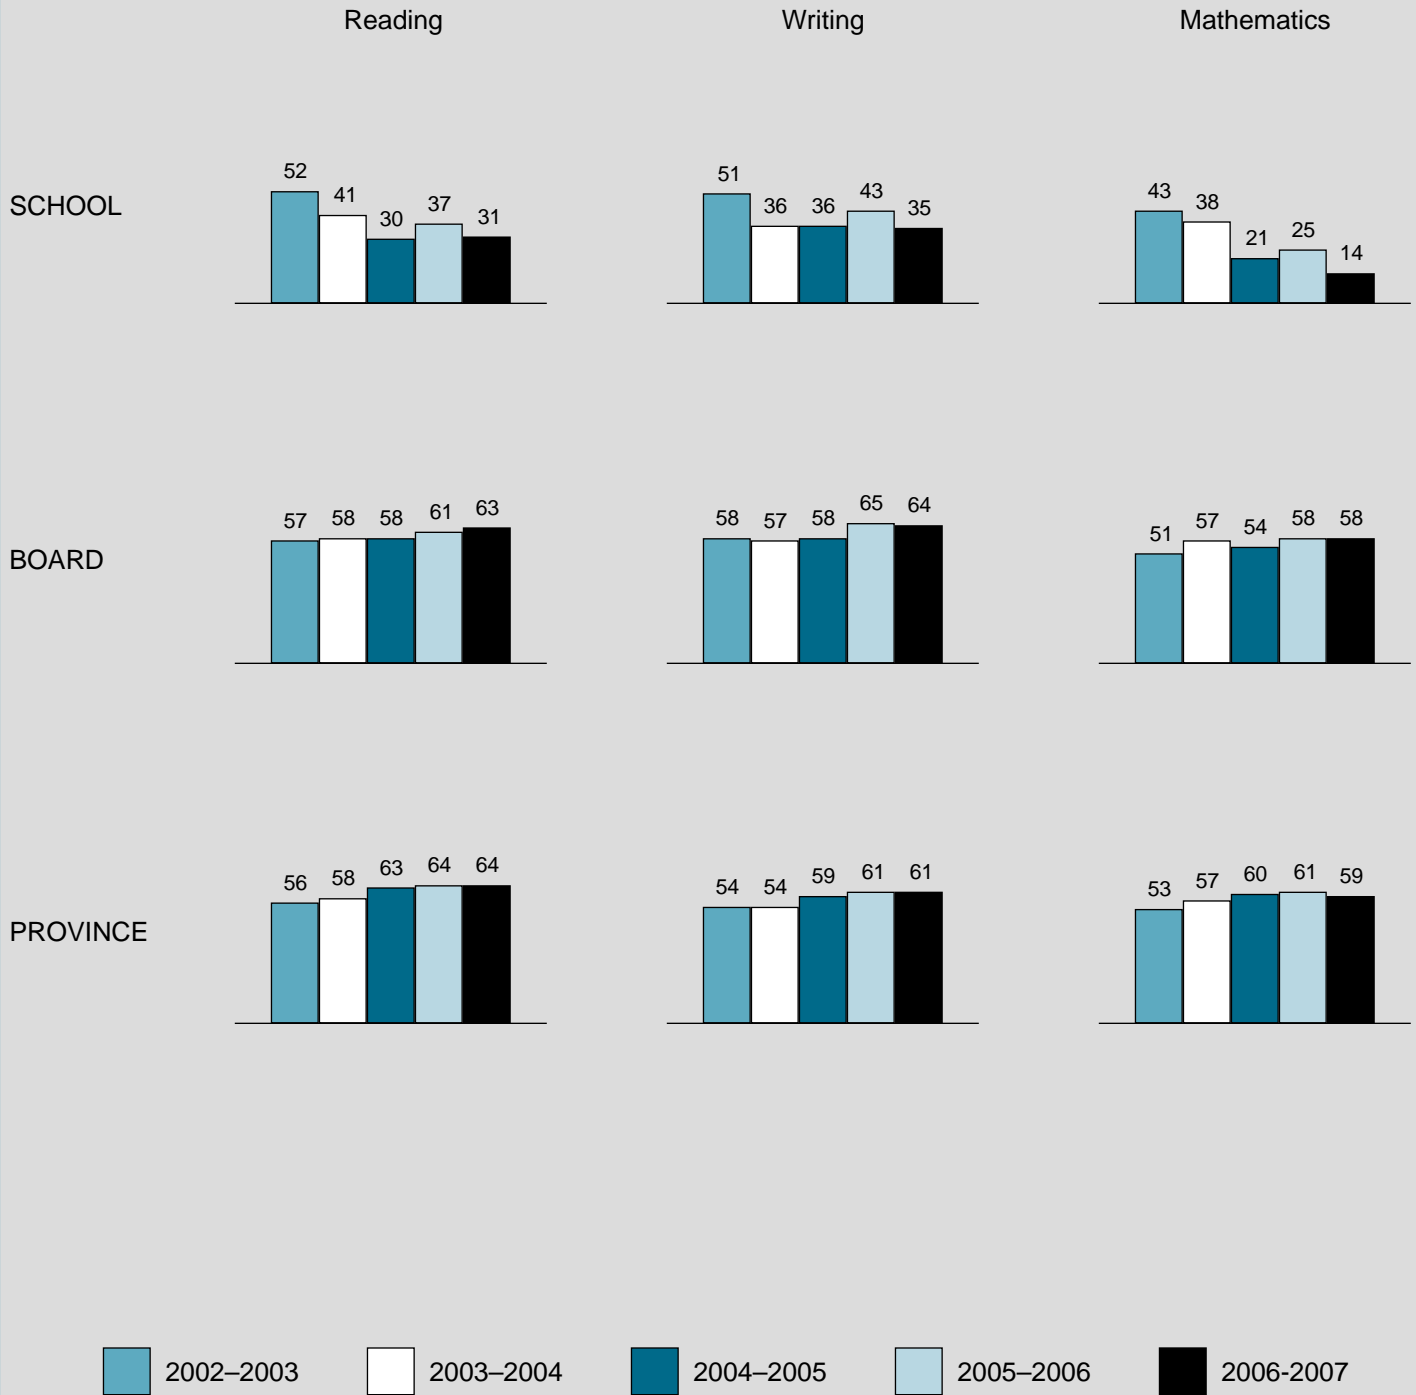 Reading Writing Mathematics
SCHOOL
52 41 30 37 31
51 36 36 43 35
43 38 21 25 14
BOARD
57 58 58 61 63
58 57 58 65 64
51 57 54 58 58
PROVINCE
56 58 63 64 64
54 54 59 61 61
53 57 60 61 59
2002–2003 2003–2004 2004–2005 2005–2006 2006-2007